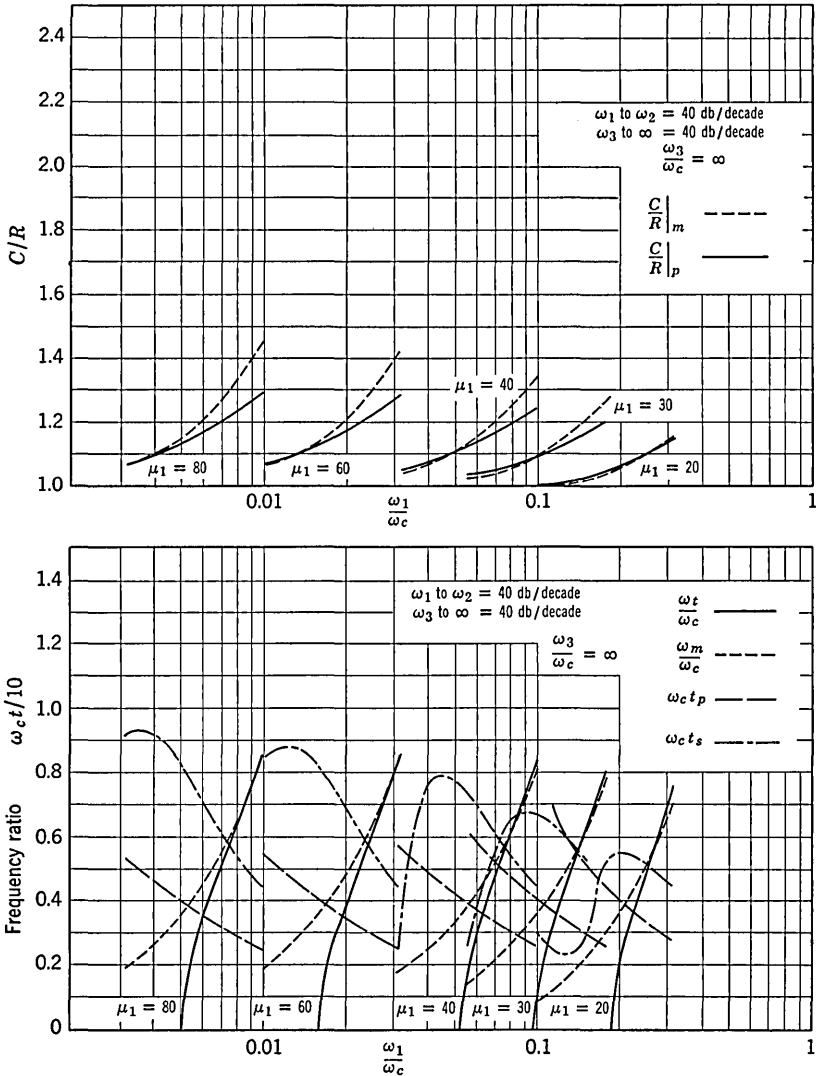 2.4
2.2
2.0
1.8
1.6
1.4
1.2
1.0
C/R
ω1 to ω2 = 40 db/decade
ω3 to ∞ = 40 db/decade
ω3/ωc = ∞
C/R|m
C/R|p
μ1 = 80
μ1 = 60
μ1 = 40
μ1 = 30
μ1 = 20
0.01
ω1/ωc
0.1
1
1.4
1.2
1.0
0.8
0.6
0.4
0.2
0
Frequency ratio
ωct/10
ω1 to ω2 = 40 db/decade
ω3 to ∞ = 40 db/decade
ω3/ωc = ∞
ωt/ωc
ωm/ωc
ωctp
ωcts
μ1 = 80
μ1 = 60
μ1 = 40
μ1 = 30
μ1 = 20
0.01
ω1/ωc
0.1
1